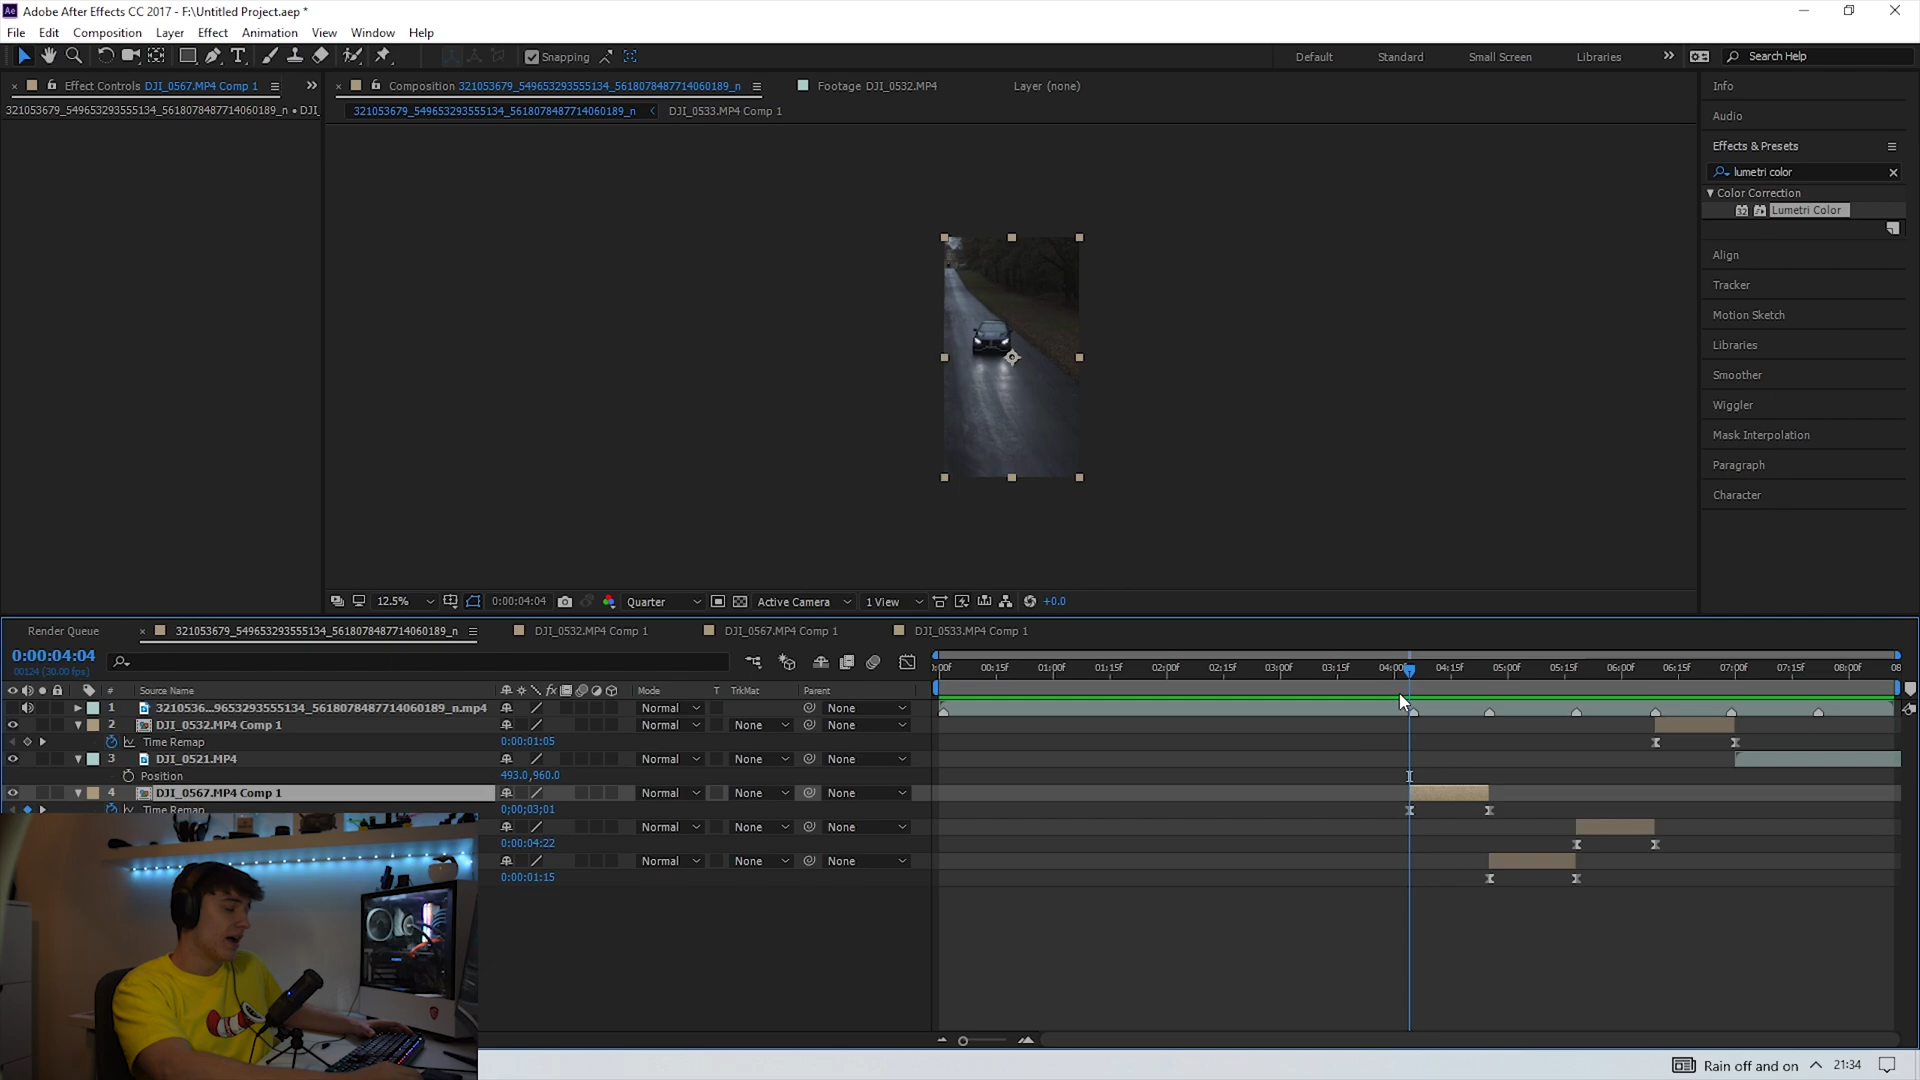 Adobe After Effects CC 2017 - F:\Untitled Project.aep *
File Edit Composition Layer Effect Animation View Window Help
Snapping Default Standard Small Screen Libraries Search Help
Effect Controls DJI_0567.MP4 Comp 1
Composition 321053679_549653293555134_5618078487714060189_n Footage DJI_0532.MP4 Layer (none)
321053679_549653293555134_5618078487714060189_n • DJI_
321053679_549653293555134_5618078487714060189_n DJI_0533.MP4 Comp 1
Info
Audio
Effects & Presets
lumetri color
Color Correction
32 Lumetri Color
Align
Tracker
Motion Sketch
Libraries
Smoother
Wiggler
Mask Interpolation
Paragraph
Character
12.5% 0:00:04:04 Quarter Active Camera 1 View +0.0
Render Queue 321053679_549653293555134_5618078487714060189_n DJI_0532.MP4 Comp 1 DJI_0567.MP4 Comp 1 DJI_0533.MP4 Comp 1
0:00:04:04
00124 (30.00 fps)
:00f 00:15f 01:00f 01:15f 02:00f 02:15f 03:00f 03:15f 04:00f 04:15f 05:00f 05:15f 06:00f 06:15f 07:00f 07:15f 08:00f 08
# Source Name fx Mode T TrkMat Parent
1 3210536...9653293555134_5618078487714060189_n.mp4 Normal None
2 DJI_0532.MP4 Comp 1 Normal None None
Time Remap 0:00:01:05
3 DJI_0521.MP4 Normal None None
Position 493.0,960.0
4 DJI_0567.MP4 Comp 1 Normal None None
Time Remap 0;00;03;01
Normal None None
0:00:04:22
Normal None None
0:00:01:15
Rain off and on 21:34